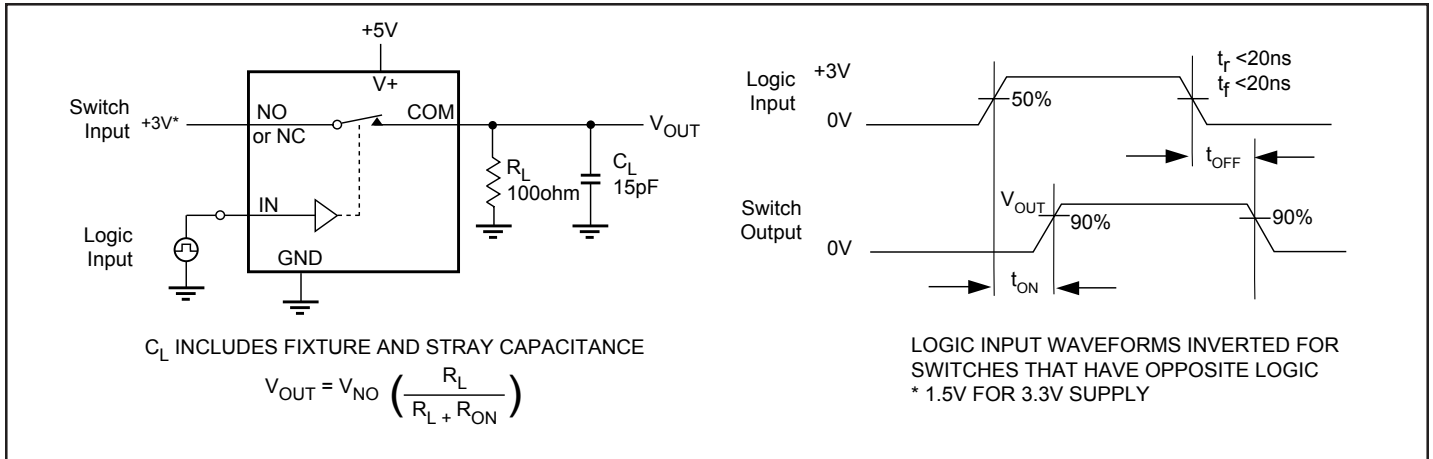 +5V
V+
Switch
Input
+3V*
NO
or NC
COM
VOUT
RL
100ohm
CL
15pF
IN
Logic
Input
GND
CL INCLUDES FIXTURE AND STRAY CAPACITANCE
VOUT = VNO ( RL / RL + RON )
Logic
Input
+3V
0V
50%
tr <20ns
tf <20ns
tOFF
Switch
Output
VOUT
0V
90%
90%
tON
LOGIC INPUT WAVEFORMS INVERTED FOR
SWITCHES THAT HAVE OPPOSITE LOGIC
* 1.5V FOR 3.3V SUPPLY